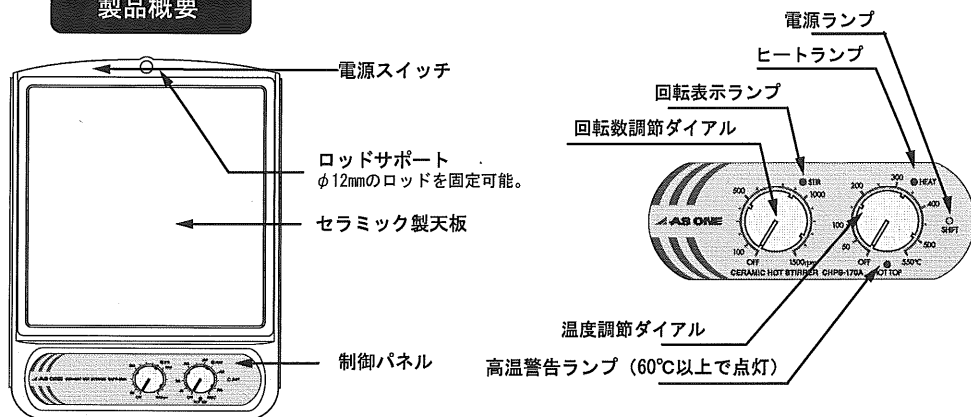 製品概要
電源スイッチ
ロッドサポート
φ12mmのロッドを固定可能。
セラミック製天板
制御パネル
電源ランプ
ヒートランプ
回転表示ランプ
回転数調節ダイアル
STIR
500
1000
100
OFF
1500rpm
AS ONE
300
HEAT
200
400
100
SHIFT
50
500
OFF
550℃
HOT TOP
CERAMIC HOT STIRRER CHPS-170A
温度調節ダイアル
高温警告ランプ（60℃以上で点灯）
AS ONE